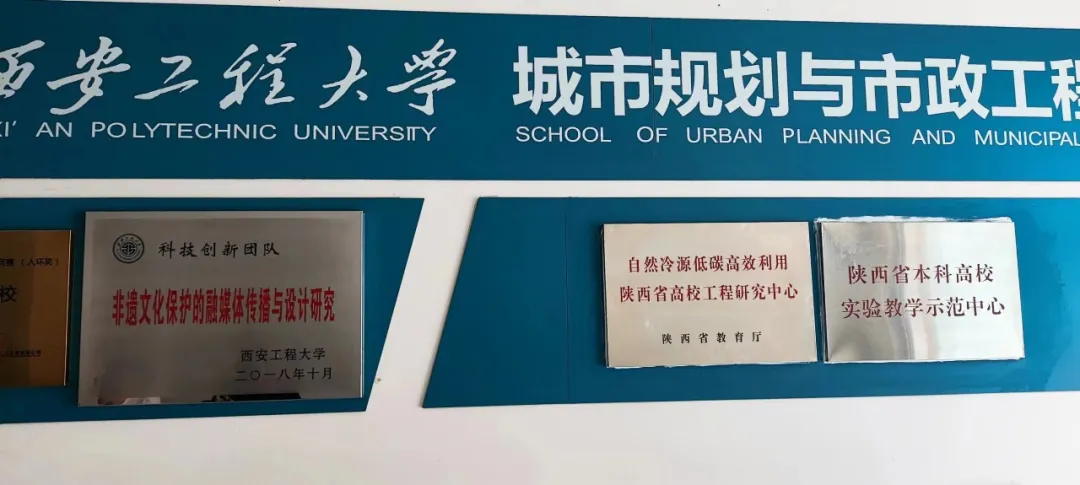 西安工程大学 城市规划与市政工程
XI'AN POLYTECHNIC UNIVERSITY SCHOOL OF URBAN PLANNING AND MUNICIPAL
校
科技创新团队
非遗文化保护的融媒体传播与设计研究
西安工程大学
二〇一八年十月
自然冷源低碳高效利用
陕西省高校工程研究中心
陕西省教育厅
陕西省本科高校
实验教学示范中心